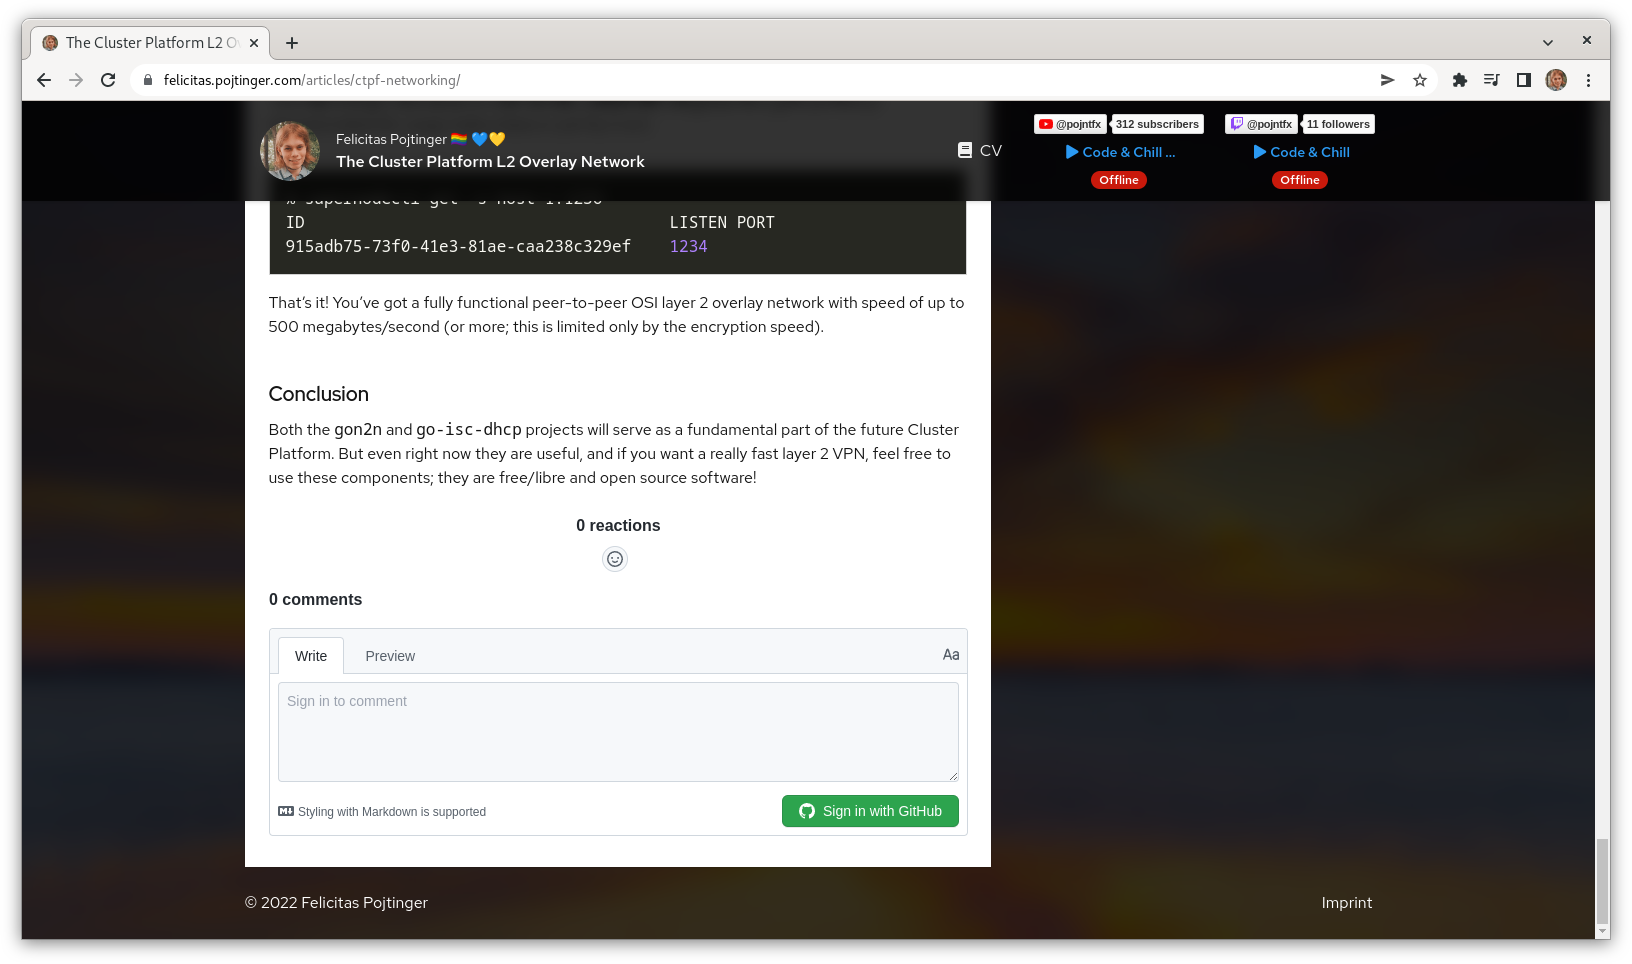 The Cluster Platform L2 O
felicitas.pojtinger.com/articles/ctpf-networking/
Felicitas Pojtinger 🏳️‍🌈 💙💛
The Cluster Platform L2 Overlay Network
CV
@pojntfx 312 subscribers
Code & Chill ...
Offline
@pojntfx 11 followers
Code & Chill
Offline
ID LISTEN PORT
915adb75-73f0-41e3-81ae-caa238c329ef 1234
That’s it! You’ve got a fully functional peer-to-peer OSI layer 2 overlay network with speed of up to
500 megabytes/second (or more; this is limited only by the encryption speed).
Conclusion
Both the gon2n and go-isc-dhcp projects will serve as a fundamental part of the future Cluster
Platform. But even right now they are useful, and if you want a really fast layer 2 VPN, feel free to
use these components; they are free/libre and open source software!
0 reactions
0 comments
Write Preview Aa
Sign in to comment
Styling with Markdown is supported
Sign in with GitHub
© 2022 Felicitas Pojtinger
Imprint